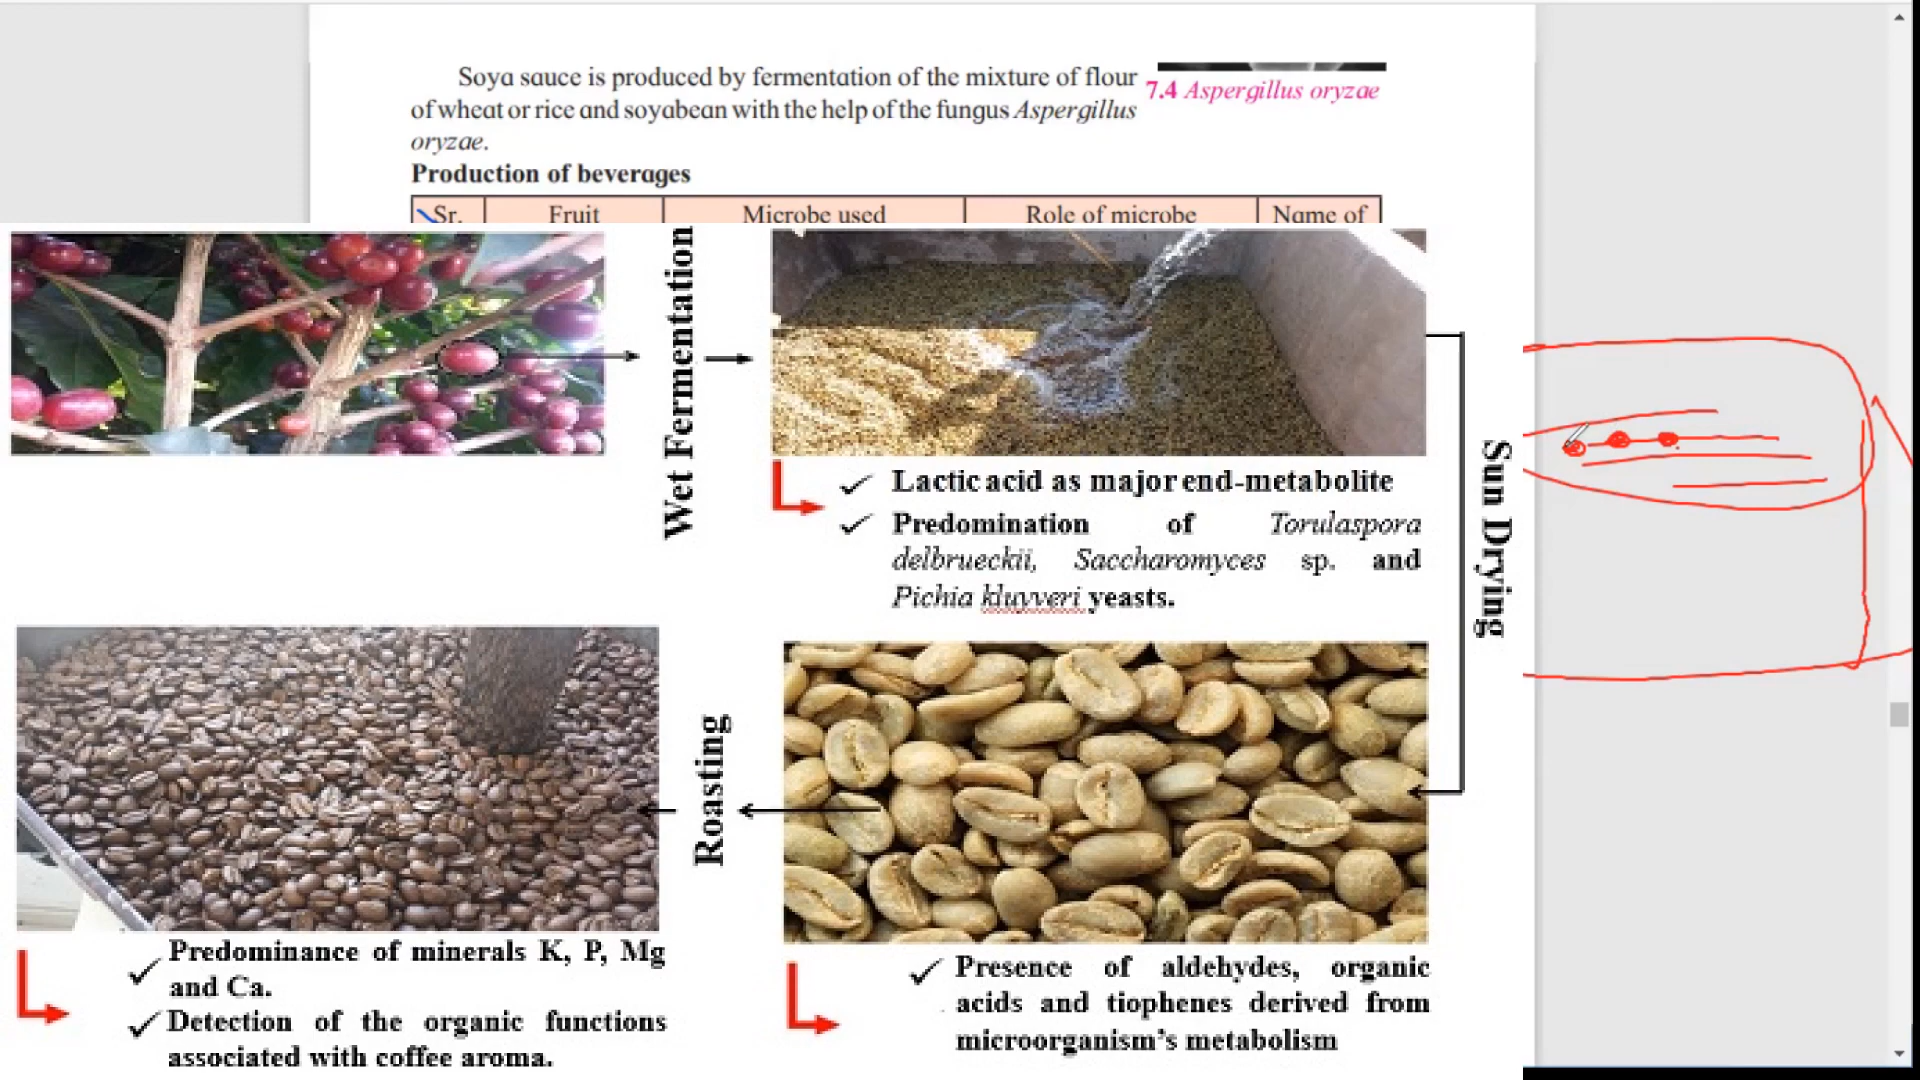 Soya sauce is produced by fermentation of the mixture of flour
of wheat or rice and soyabean with the help of the fungus Aspergillus
oryzae.
7.4 Aspergillus oryzae
Production of beverages
Sr. Fruit Microbe used Role of microbe Name of
Wet Fermentation
✓ Lactic acid as major end-metabolite
✓ Predomination of Torulaspora
delbrueckii, Saccharomyces sp. and
Pichia kluyveri yeasts.
Sun Drying
Roasting
✓ Presence of aldehydes, organic
acids and tiophenes derived from
microorganism's metabolism
✓ Predominance of minerals K, P, Mg
and Ca.
✓ Detection of the organic functions
associated with coffee aroma.